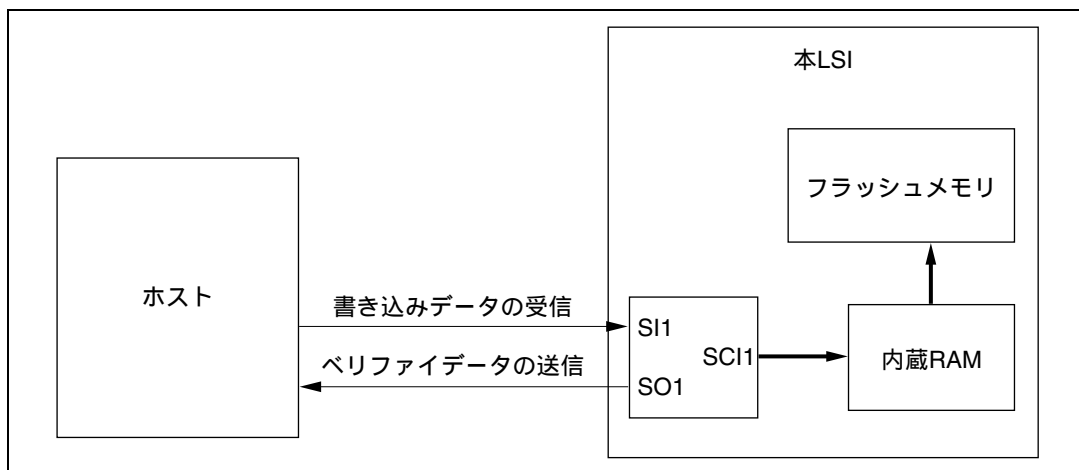 本LSI
フラッシュメモリ
ホスト
書き込みデータの受信
SI1
SCI1
内蔵RAM
ベリファイデータの送信
SO1